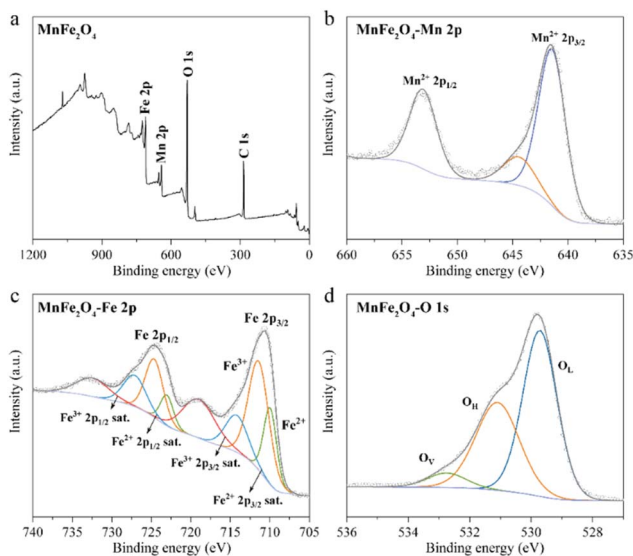 a
MnFe₂O₄
Intensity (a.u.)
Fe 2p
Mn 2p
O 1s
C 1s
1200 900 600 300 0
Binding energy (eV)
b
MnFe₂O₄-Mn 2p
Intensity (a.u.)
Mn²⁺ 2p₁/₂
Mn²⁺ 2p₃/₂
660 655 650 645 640 635
Binding energy (eV)
c
MnFe₂O₄-Fe 2p
Intensity (a.u.)
Fe 2p₁/₂
Fe 2p₃/₂
Fe³⁺
Fe²⁺
Fe³⁺ 2p₁/₂ sat.
Fe²⁺ 2p₁/₂ sat.
Fe³⁺ 2p₃/₂ sat.
Fe²⁺ 2p₃/₂ sat.
740 735 730 725 720 715 710 705
Binding energy (eV)
d
MnFe₂O₄-O 1s
Intensity (a.u.)
O_L
O_H
O_V
536 534 532 530 528
Binding energy (eV)